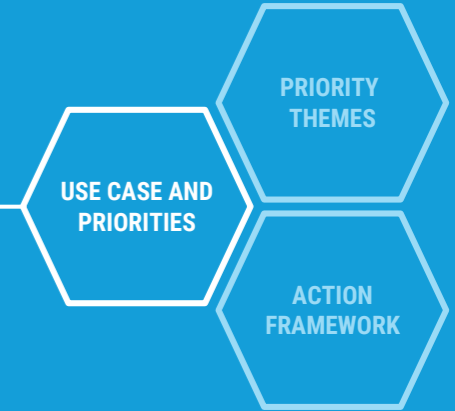 PRIORITY
THEMES
USE CASE AND
PRIORITIES
ACTION
FRAMEWORK